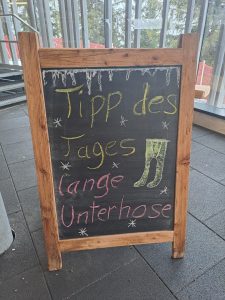 Tipp des
Tages
Lange
Unterhose